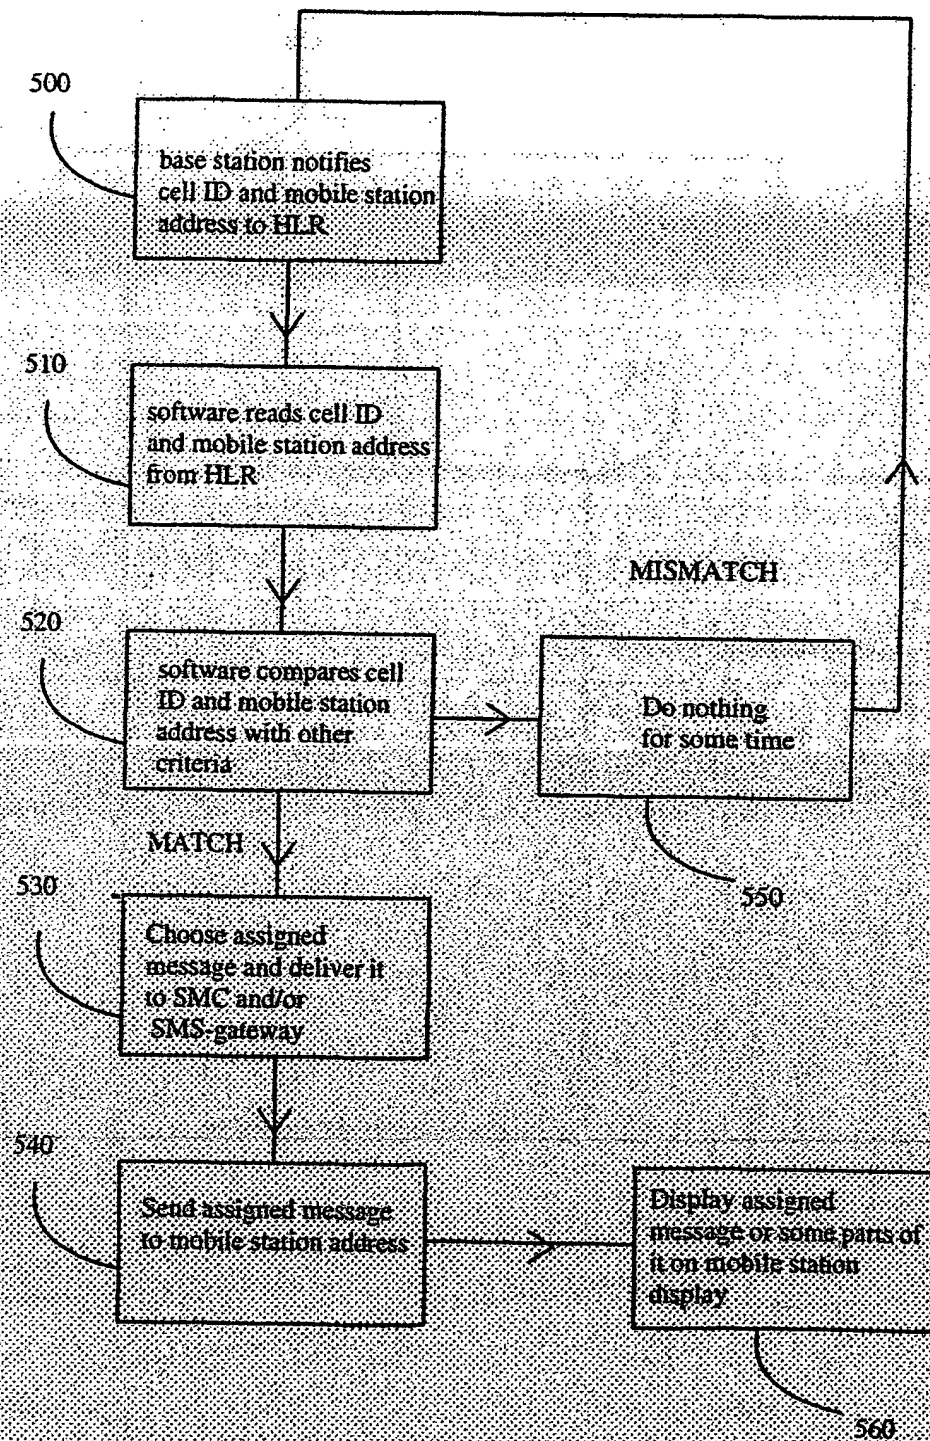 500
base station notifies
cell ID and mobile station
address to HLR
510
software reads cell ID
and mobile station address
from HLR
MISMATCH
520
software compares cell
ID and mobile station
address with other
criteria
Do nothing
for some time
MATCH
550
530
Choose assigned
message and deliver it
to SMC and/or
SMS-gateway
540
Send assigned message
to mobile station address
Display assigned
message or some parts of
it on mobile station
display
560